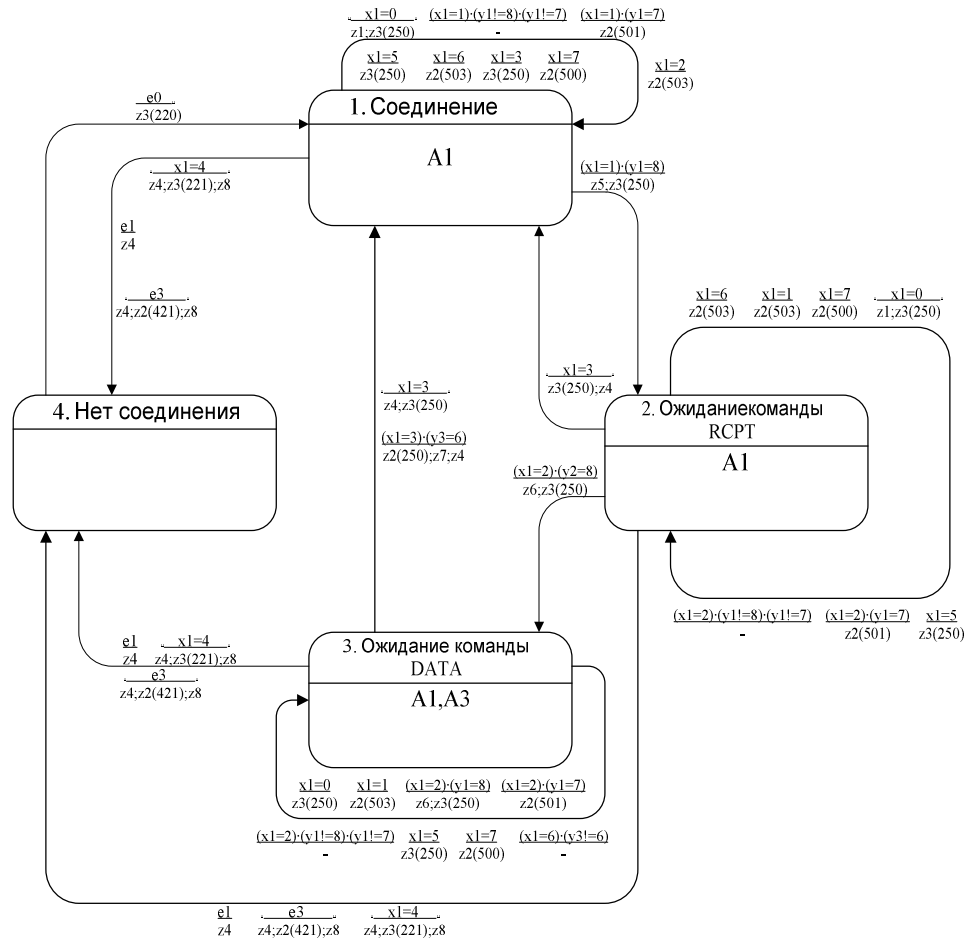 x1=0 (x1=1)·(y1!=8)·(y1!=7) (x1=1)·(y1=7)
z1;z3(250) - z2(501)
x1=5 x1=6 x1=3 x1=7
z3(250) z2(503) z3(250) z2(500)
x1=2
z2(503)
e0
z3(220)
1. Соединение
A1
x1=4
z4;z3(221);z8
(x1=1)·(y1=8)
z5;z3(250)
e1
z4
e3
z4;z2(421);z8
x1=6 x1=1 x1=7 x1=0
z2(503) z2(503) z2(500) z1;z3(250)
x1=3
z4;z3(250)
x1=3
z3(250);z4
4. Нет соединения
2. Ожиданиекоманды
RCPT
A1
(x1=3)·(y3=6)
z2(250);z7;z4
(x1=2)·(y2=8)
z6;z3(250)
(x1=2)·(y1!=8)·(y1!=7) (x1=2)·(y1=7) x1=5
- z2(501) z3(250)
e1 x1=4
z4 z4;z3(221);z8
e3
z4;z2(421);z8
3. Ожидание команды
DATA
A1,A3
x1=0 x1=1 (x1=2)·(y1=8) (x1=2)·(y1=7)
z3(250) z2(503) z6;z3(250) z2(501)
(x1=2)·(y1!=8)·(y1!=7) x1=5 x1=7 (x1=6)·(y3!=6)
- z3(250) z2(500) -
e1 e3 x1=4
z4 z4;z2(421);z8 z4;z3(221);z8